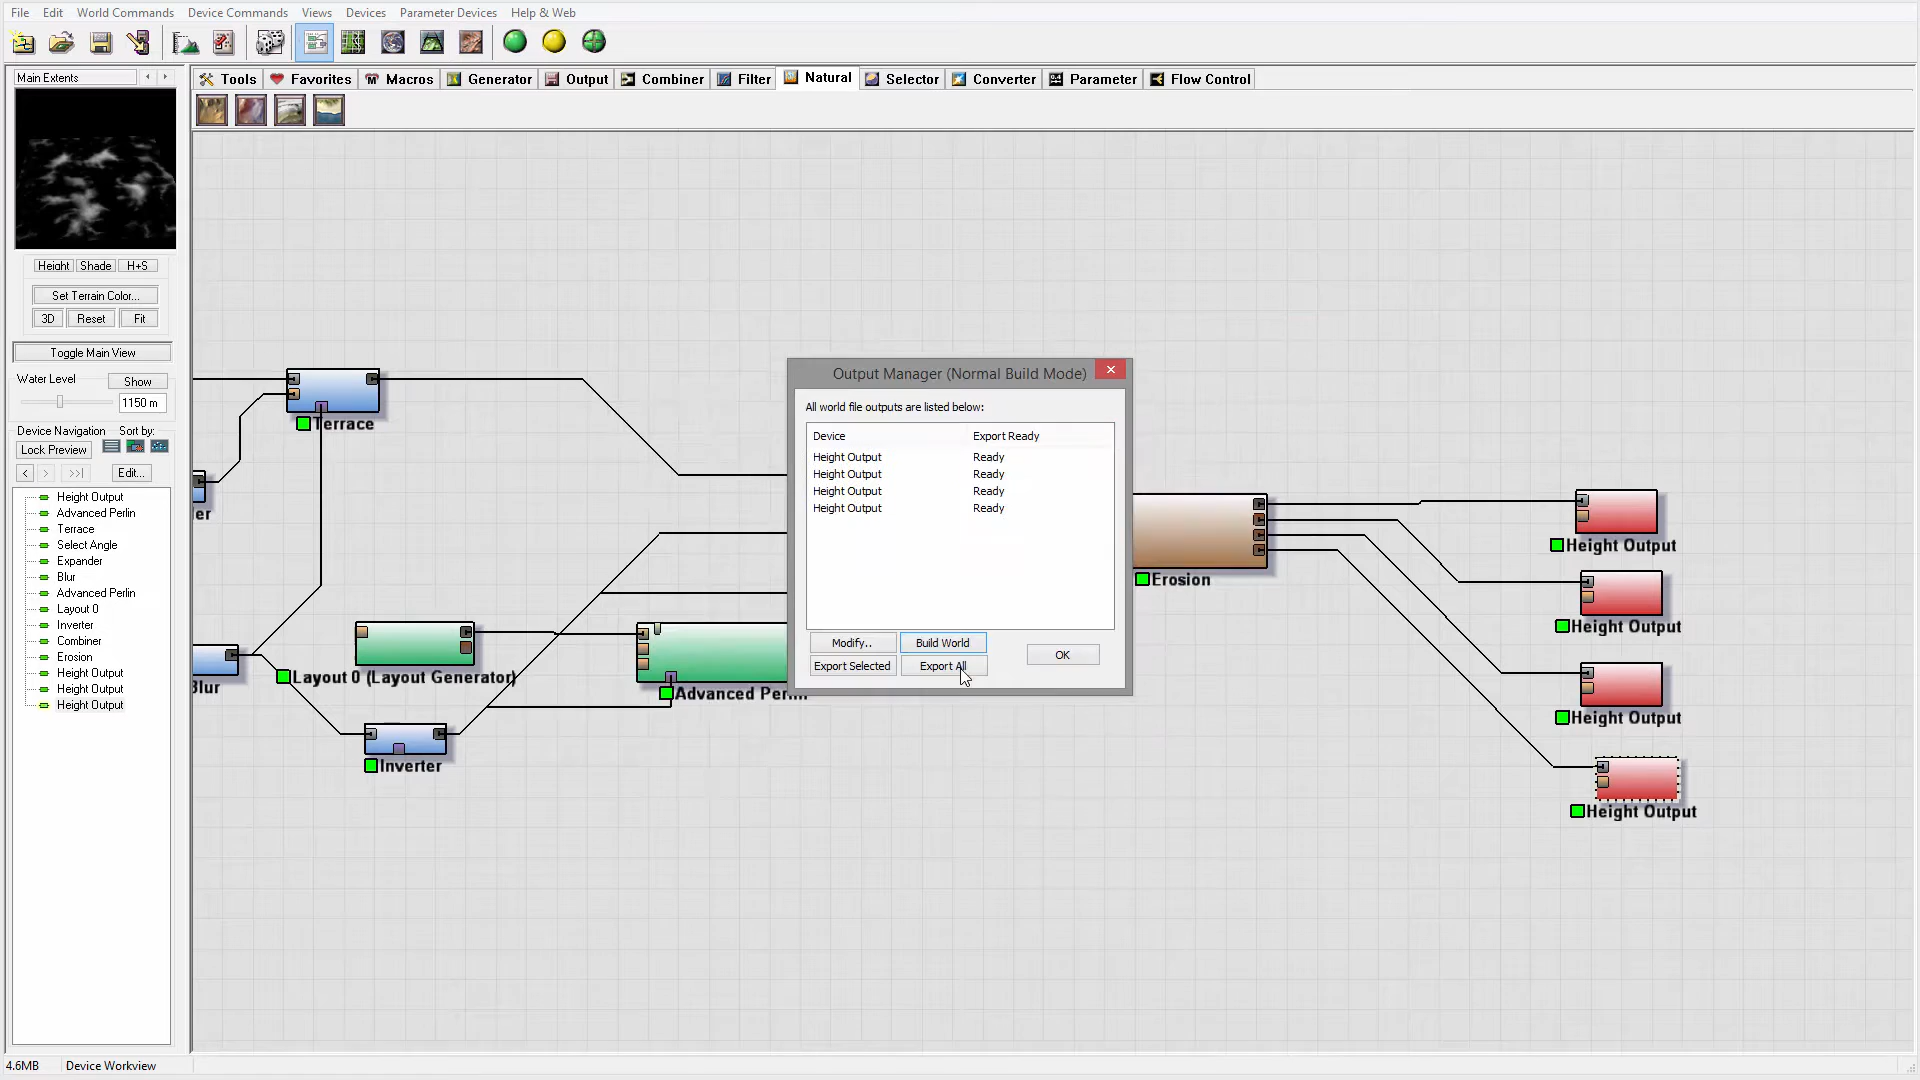 File Edit World Commands Device Commands Views Devices Parameter Devices Help & Web
Main Extents
Tools Favorites Macros Generator Output Combiner Filter Natural Selector Converter Parameter Flow Control
Height Shade H+S
Set Terrain Color...
3D Reset Fit
Toggle Main View
Water Level Show
1150 m
Device Navigation Sort by:
Lock Preview
< > >>| Edit...
Height Output
Advanced Perlin
Terrace
Select Angle
Expander
Blur
Advanced Perlin
Layout 0
Inverter
Combiner
Erosion
Height Output
Height Output
Height Output
Terrace
er
Blur
Layout 0 (Layout Generator)
Inverter
Advanced Perlin
Output Manager (Normal Build Mode)
All world file outputs are listed below:
Device Export Ready
Height Output Ready
Height Output Ready
Height Output Ready
Height Output Ready
Modify.. Build World
OK
Export Selected Export All
Erosion
Height Output
Height Output
Height Output
Height Output
4.6MB Device Workview